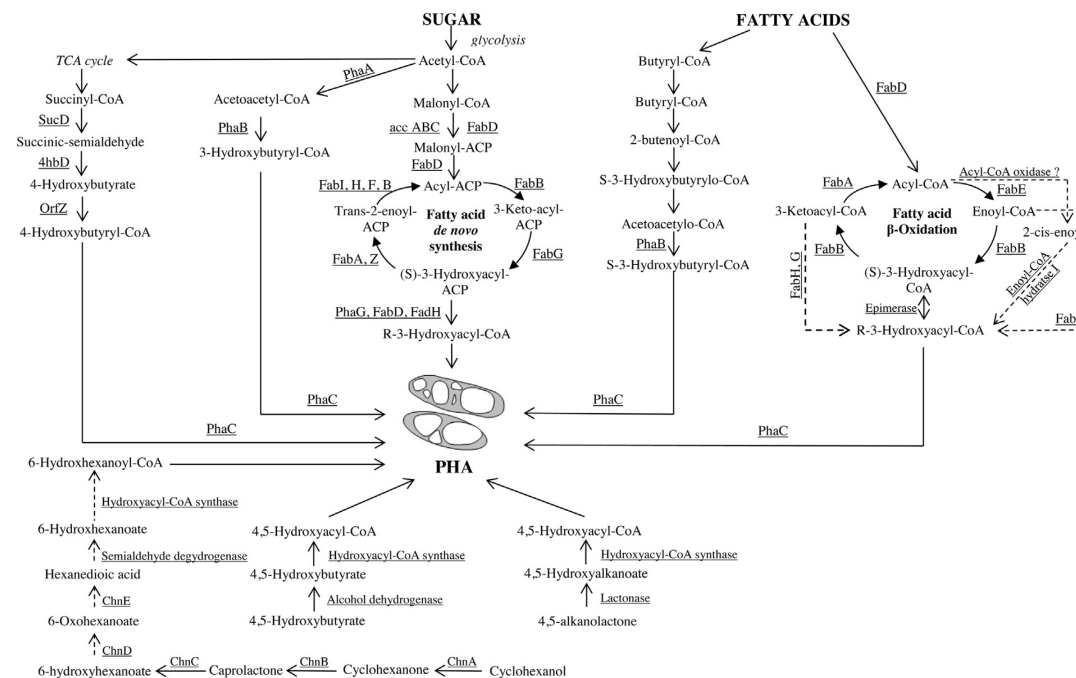 SUGAR
glycolysis
FATTY ACIDS
TCA cycle
Acetyl-CoA
Butyryl-CoA
PhaA
FabD
Succinyl-CoA
Acetoacetyl-CoA
Malonyl-CoA
Butyryl-CoA
SucD
PhaB
acc ABC
FabD
Succinic-semialdehyde
3-Hydroxybutyryl-CoA
Malonyl-ACP
2-butenoyl-CoA
4hbD
FabD
Acyl-CoA oxidase ?
4-Hydroxybutyrate
FabI, H, F, B
Acyl-ACP
FabB
S-3-Hydroxybutyrylo-CoA
FabA
Acyl-CoA
FabE
OrfZ
Trans-2-enoyl-
ACP
Fatty acid
de novo
synthesis
3-Keto-acyl-
ACP
Acetoacetylo-CoA
3-Ketoacyl-CoA
Fatty acid
β-Oxidation
Enoyl-CoA
4-Hydroxybutyryl-CoA
2-cis-enoy
PhaB
FabB
FabB
FabA, Z
FabG
S-3-Hydroxybutyryl-CoA
FabH, G
(S)-3-Hydroxyacyl-
ACP
(S)-3-Hydroxyacyl-
CoA
Enoyl-CoA
hydratse I
PhaG, FabD, FadH
Epimerase
Fab
R-3-Hydroxyacyl-CoA
R-3-Hydroxyacyl-CoA
PhaC
PhaC
PhaC
PhaC
6-Hydroxhexanoyl-CoA
PHA
Hydroxyacyl-CoA synthase
6-Hydroxhexanoate
4,5-Hydroxyacyl-CoA
4,5-Hydroxyacyl-CoA
Semialdehyde degydrogenase
Hydroxyacyl-CoA synthase
Hydroxyacyl-CoA synthase
Hexanedioic acid
4,5-Hydroxybutyrate
4,5-Hydroxyalkanoate
ChnE
Alcohol dehydrogenase
Lactonase
6-Oxohexanoate
4,5-Hydroxybutyrate
4,5-alkanolactone
ChnD
ChnC
ChnB
ChnA
6-hydroxyhexanoate
Caprolactone
Cyclohexanone
Cyclohexanol